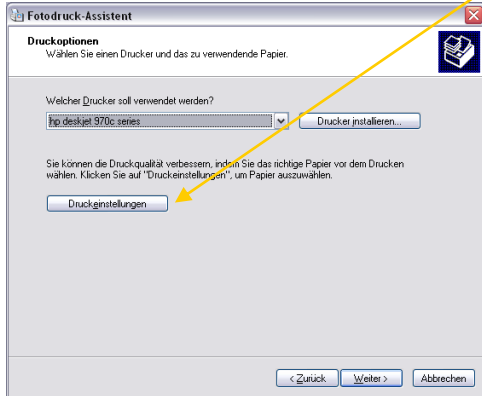 Fotodruck-Assistent
Druckoptionen
Wählen Sie einen Drucker und das zu verwendende Papier.
Welcher Drucker soll verwendet werden?
hp deskjet 970c series
Drucker installieren...
Sie können die Druckqualität verbessern, indem Sie das richtige Papier vor dem Drucken
wählen. Klicken Sie auf "Druckeinstellungen", um Papier auszuwählen.
Druckeinstellungen
< Zurück
Weiter >
Abbrechen